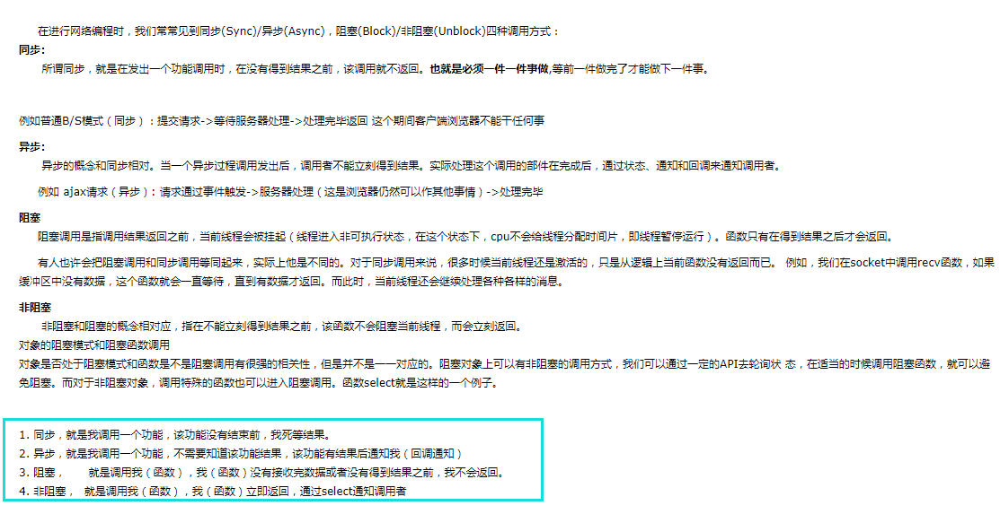 在进行网络编程时，我们常常见到同步(Sync)/异步(Async)，阻塞(Block)/非阻塞(Unblock)四种调用方式：
同步：
所谓同步，就是在发出一个功能调用时，在没有得到结果之前，该调用就不返回。也就是必须一件一件事做,等前一件做完了才能做下一件事。
例如普通B/S模式（同步）：提交请求->等待服务器处理->处理完毕返回 这个期间客户端浏览器不能干任何事
异步：
异步的概念和同步相对。当一个异步过程调用发出后，调用者不能立刻得到结果。实际处理这个调用的部件在完成后，通过状态、通知和回调来通知调用者。
例如 ajax请求（异步）: 请求通过事件触发->服务器处理（这是浏览器仍然可以作其他事情）->处理完毕
阻塞
阻塞调用是指调用结果返回之前，当前线程会被挂起（线程进入非可执行状态，在这个状态下，cpu不会给线程分配时间片，即线程暂停运行）。函数只有在得到结果之后才会返回。
有人也许会把阻塞调用和同步调用等同起来，实际上他是不同的。对于同步调用来说，很多时候当前线程还是激活的，只是从逻辑上当前函数没有返回而已。 例如，我们在socket中调用recv函数，如果
缓冲区中没有数据，这个函数就会一直等待，直到有数据才返回。而此时，当前线程还会继续处理各种各样的消息。
非阻塞
非阻塞和阻塞的概念相对应，指在不能立刻得到结果之前，该函数不会阻塞当前线程，而会立刻返回。
对象的阻塞模式和阻塞函数调用
对象是否处于阻塞模式和函数是不是阻塞调用有很强的相关性，但是并不是一一对应的。阻塞对象上可以有非阻塞的调用方式，我们可以通过一定的API去轮询状 态，在适当的时候调用阻塞函数，就可以避
免阻塞。而对于非阻塞对象，调用特殊的函数也可以进入阻塞调用。函数select就是这样的一个例子。
1. 同步，就是我调用一个功能，该功能没有结束前，我死等结果。
2. 异步，就是我调用一个功能，不需要知道该功能结果，该功能有结果后通知我（回调通知）
3. 阻塞， 就是调用我（函数），我（函数）没有接收完数据或者没有得到结果之前，我不会返回。
4. 非阻塞， 就是调用我（函数），我（函数）立即返回，通过select通知调用者